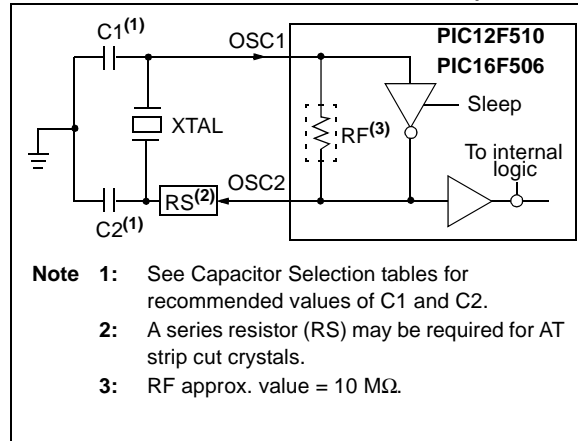 C1(1)
OSC1
PIC12F510
PIC16F506
Sleep
XTAL
RF(3)
To internal
logic
OSC2
RS(2)
C2(1)
Note 1: See Capacitor Selection tables for
recommended values of C1 and C2.
2: A series resistor (RS) may be required for AT
strip cut crystals.
3: RF approx. value = 10 MΩ.